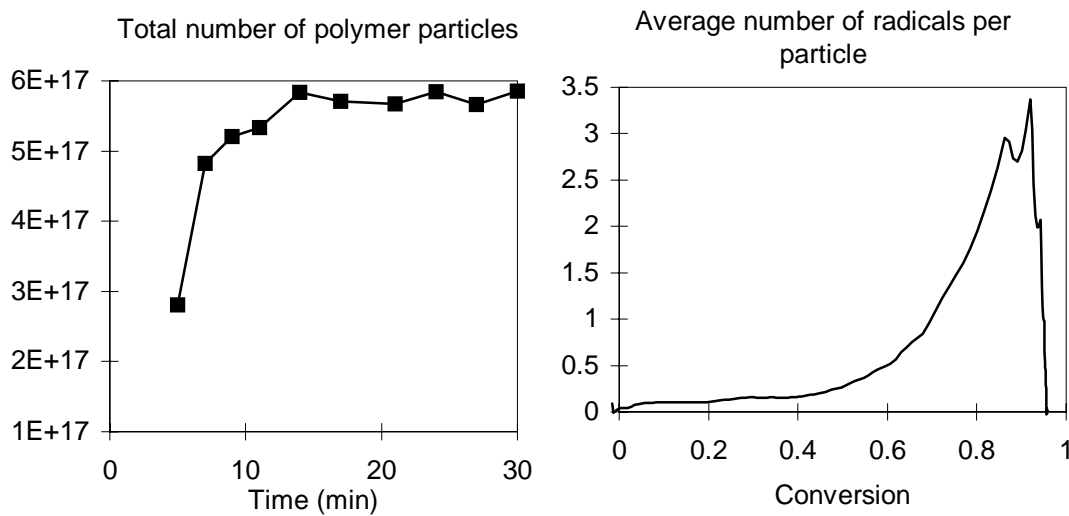 Total number of polymer particles
6E+17
5E+17
4E+17
3E+17
2E+17
1E+17
0
10
20
30
Time (min)
Average number of radicals per
particle
3.5
3
2.5
2
1.5
1
0.5
0
0
0.2
0.4
0.6
0.8
1
Conversion